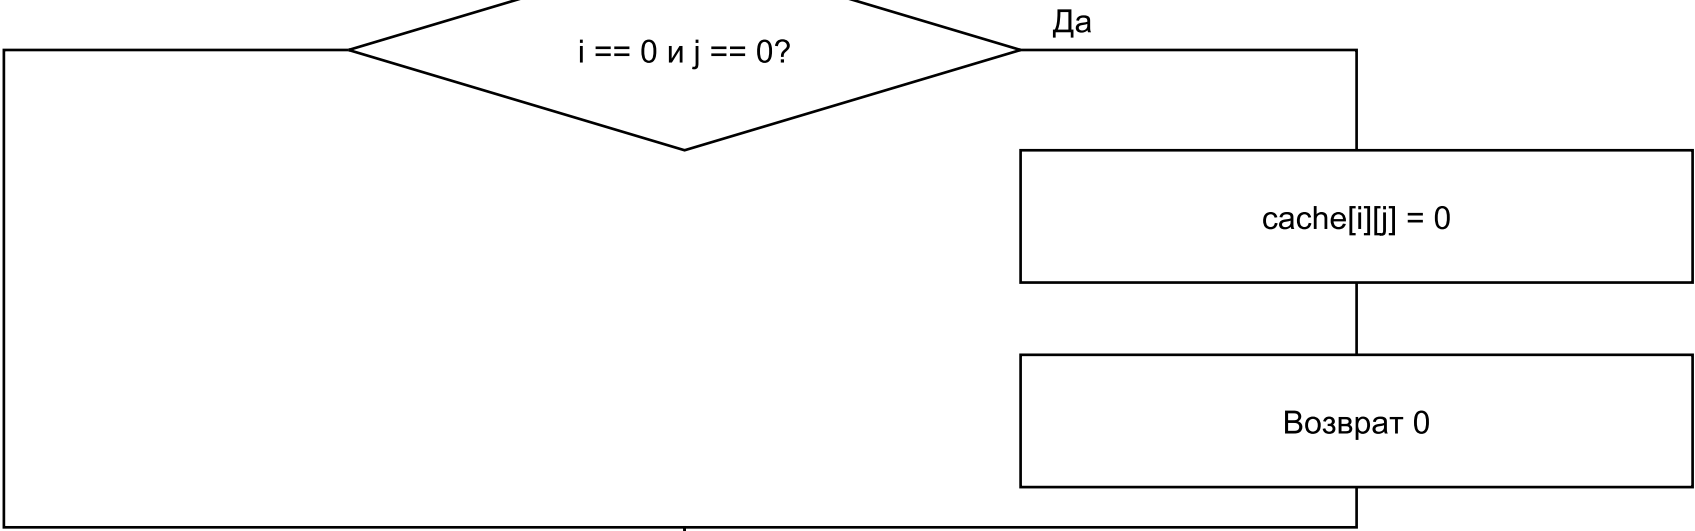 Да
i == 0 и j == 0?
cache[i][j] = 0
Возврат 0